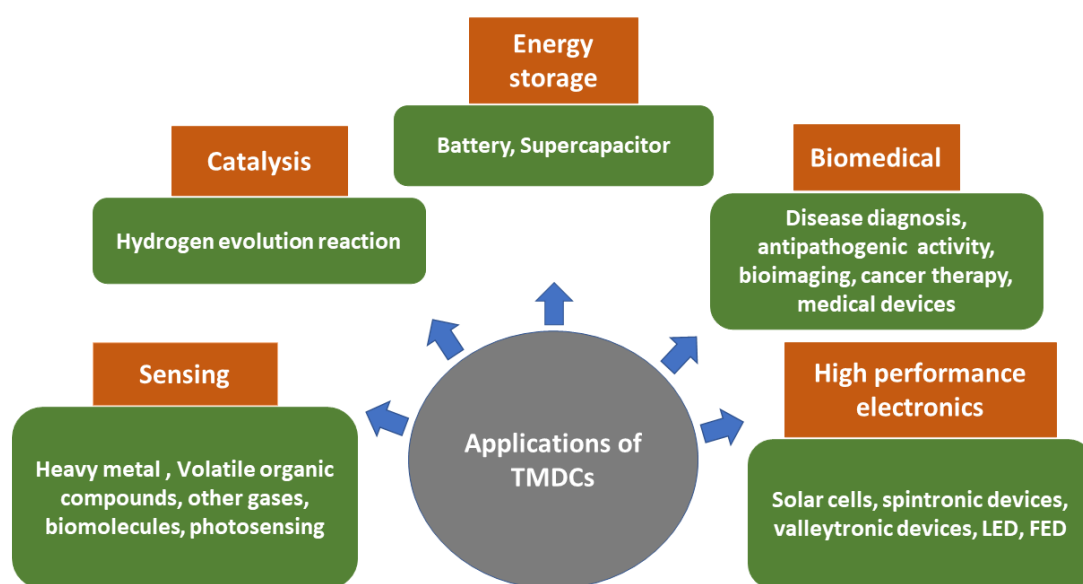 Energy
storage
Battery, Supercapacitor
Catalysis
Hydrogen evolution reaction
Biomedical
Disease diagnosis,
antipathogenic activity,
bioimaging, cancer therapy,
medical devices
Sensing
Heavy metal , Volatile organic
compounds, other gases,
biomolecules, photosensing
High performance
electronics
Solar cells, spintronic devices,
valleytronic devices, LED, FED
Applications of
TMDCs